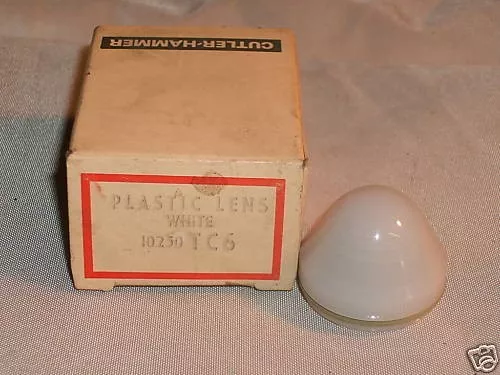 CUTLER-HAMMER
A
PLASTIC LENS
WHITE
10250 TC6